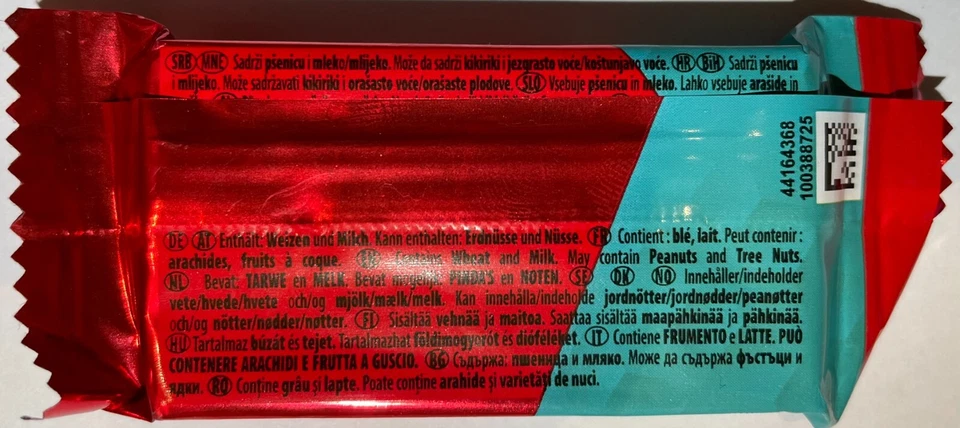 SRB MNE Sadrži pšenicu i mleko/mlijeko. Može da sadrži kikiriki i jezgrasto voće/koštunjavo voće. HR BIH Sadrži pšenicu
i mlijeko. Može sadržavati kikiriki i orašasto voće/orašaste plodove. SLO Vsebuje pšenico in mleko. Lahko vsebuje arašide in
44164368
100388725
DE AT Enthält: Weizen und Milch. Kann enthalten: Erdnüsse und Nüsse. FR Contient : blé, lait. Peut contenir :
arachides, fruits à coque. GB Contains Wheat and Milk. May contain Peanuts and Tree Nuts.
NL Bevat: TARWE en MELK. Bevat mogelijk PINDA'S en NOTEN. SE DK NO Innehåller/indeholder
vete/hvede/hvete och/og mjölk/mælk/melk. Kan innehålla/indeholde jordnötter/jordnødder/peanøtter
och/og nötter/nødder/nøtter. FI Sisältää vehnää ja maitoa. Saattaa sisältää maapähkinää ja pähkinää.
HU Tartalmaz búzát és tejet. Tartalmazhat földimogyorót és dióféléket. IT Contiene FRUMENTO e LATTE. PUÒ
CONTENERE ARACHIDI E FRUTTA A GUSCIO. BG Съдържа: пшеница и мляко. Може да съдържа фъстъци и
ядки. RO Conține grâu și lapte. Poate conține arahide și varietăți de nuci.